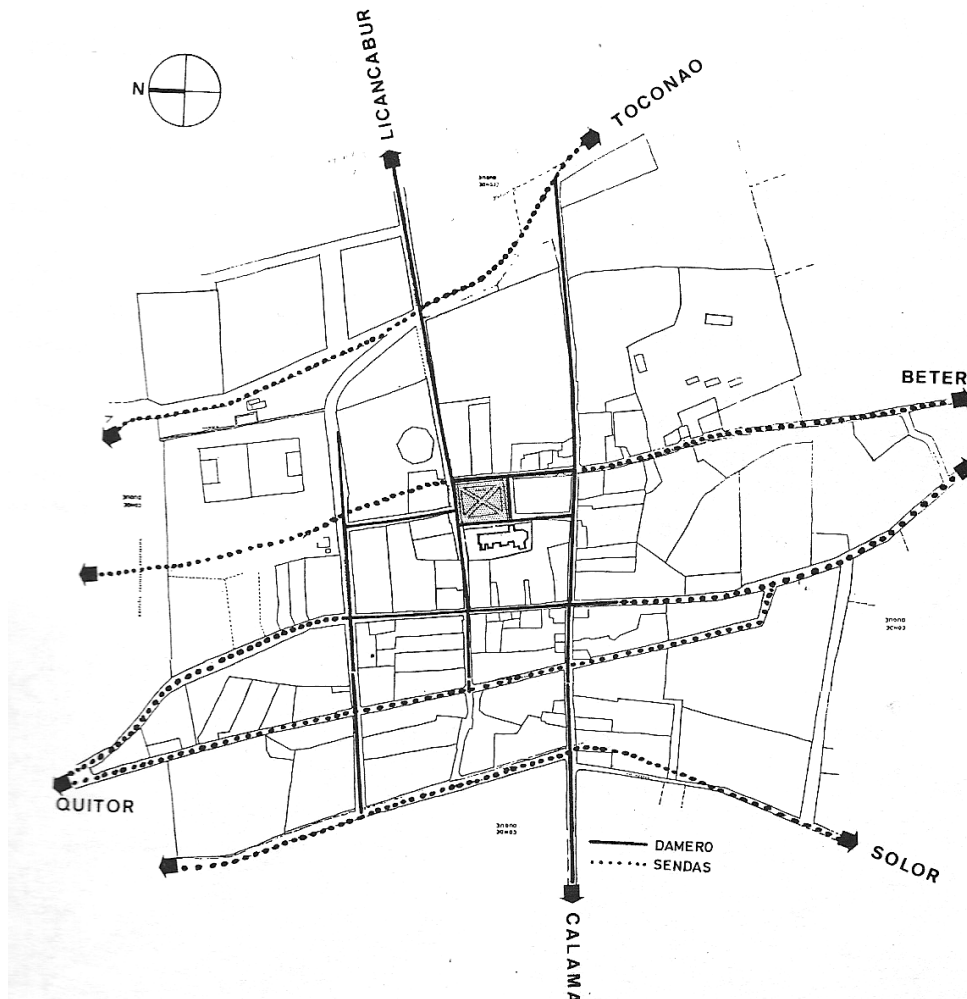 LICANCABUR
TOCONAO
N
BETER
QUITOR
DAMERO
SENDAS
SOLOR
CALAMA